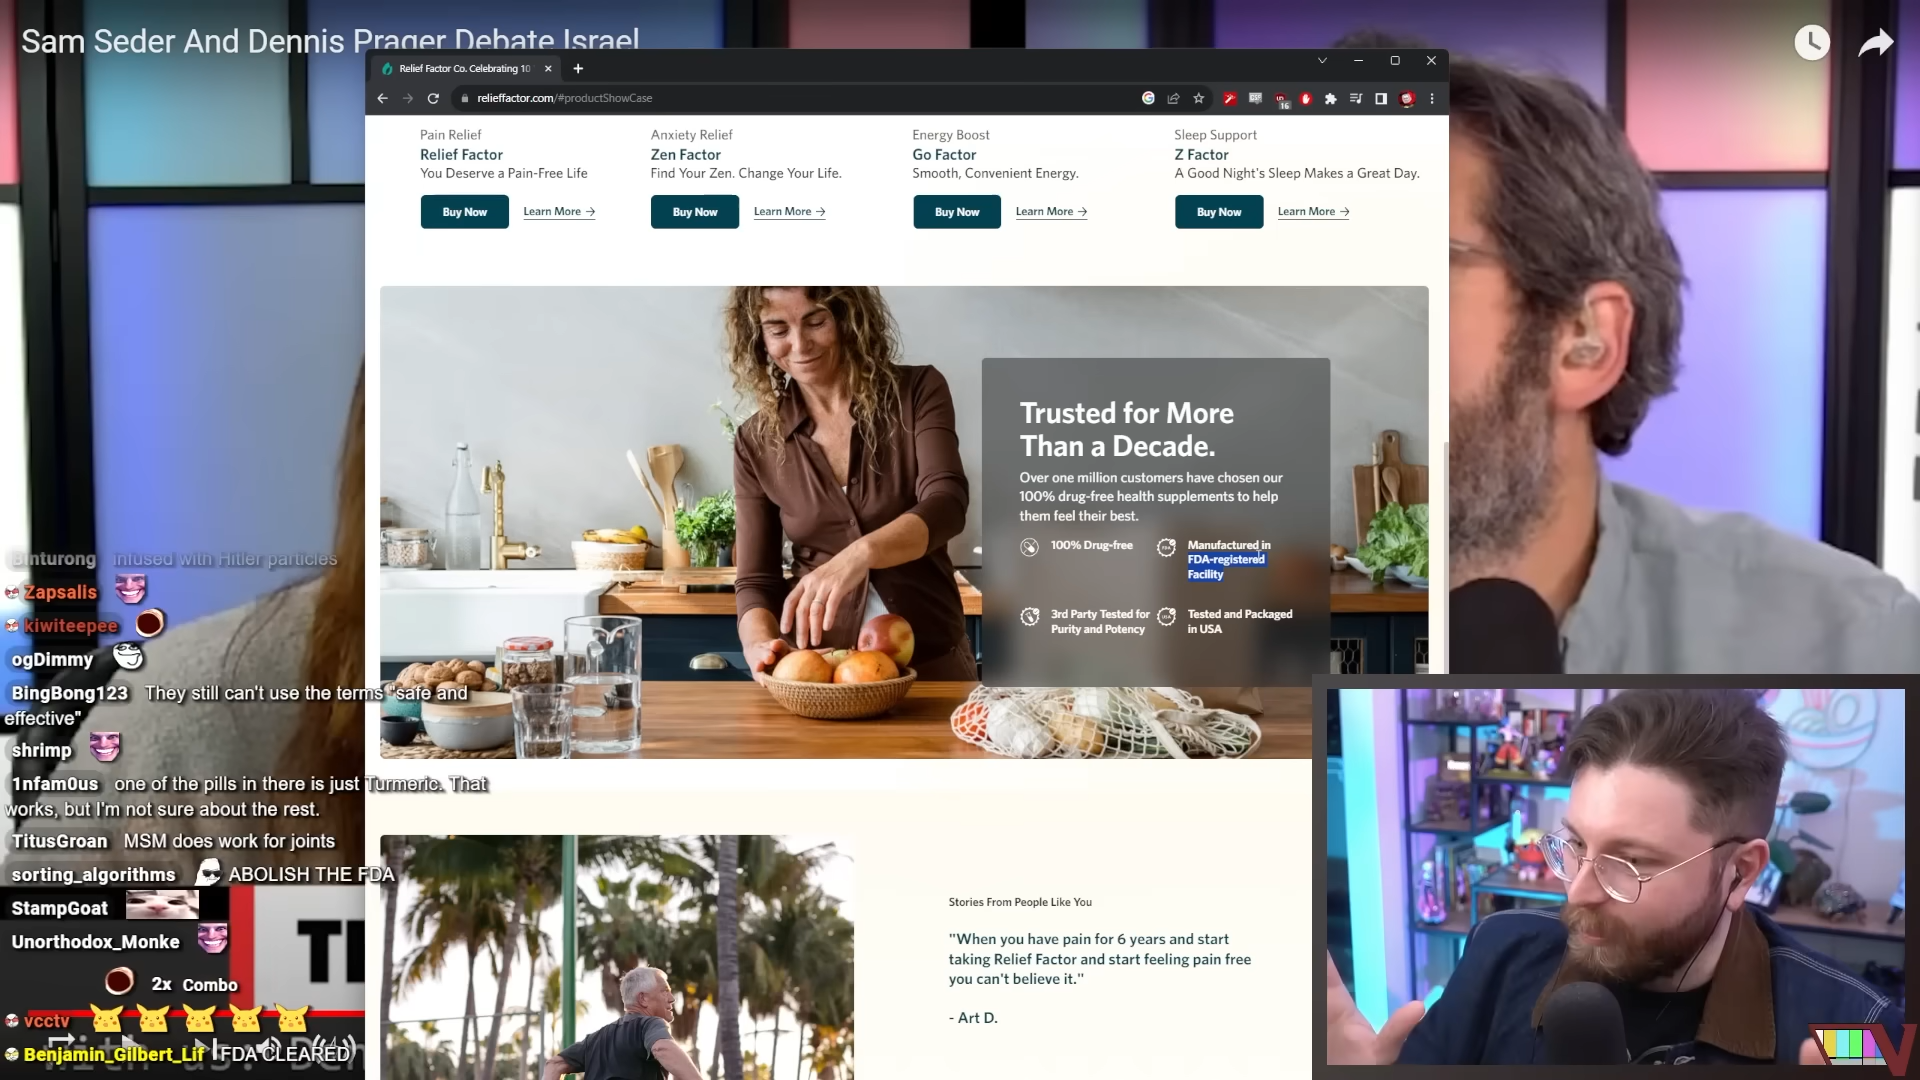 Sam Seder And Dennis Prager Debate Israel
Relief Factor Co. Celebrating 10
relieffactor.com/#productShowCase
16
Pain Relief
Relief Factor
You Deserve a Pain-Free Life
Buy Now
Learn More →
Anxiety Relief
Zen Factor
Find Your Zen. Change Your Life.
Buy Now
Learn More →
Energy Boost
Go Factor
Smooth, Convenient Energy.
Buy Now
Learn More →
Sleep Support
Z Factor
A Good Night's Sleep Makes a Great Day.
Buy Now
Learn More →
Trusted for More
Than a Decade.
Over one million customers have chosen our
100% drug-free health supplements to help
them feel their best.
100% Drug-free
Manufactured in
FDA-registered
Facility
3rd Party Tested for
Purity and Potency
Tested and Packaged
in USA
Stories From People Like You
"When you have pain for 6 years and start
taking Relief Factor and start feeling pain free
you can't believe it."
- Art D.
Binturong infused with Hitler particles
Zapsalls
kiwiteepee
ogDimmy
BingBong123 They still can't use the terms "safe and
effective"
shrimp
1nfam0us one of the pills in there is just Turmeric. That
works, but I'm not sure about the rest.
TitusGroan MSM does work for joints
sorting_algorithms ABOLISH THE FDA
StampGoat
Unorthodox_Monke
2x Combo
vcctv
Benjamin_Gilbert_Lif FDA CLEARED
with us: Den